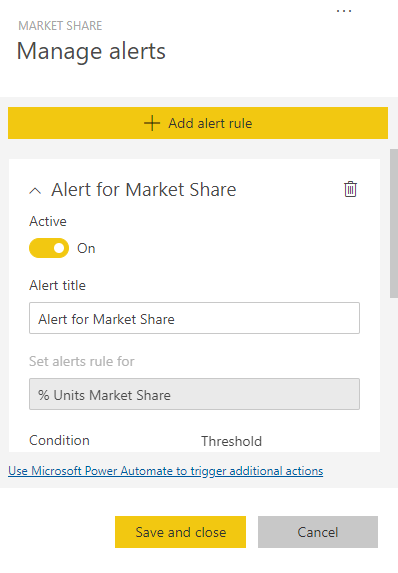 MARKET SHARE
Manage alerts
Add alert rule
Alert for Market Share
Active
On
Alert title
Alert for Market Share
Set alerts rule for
% Units Market Share
Condition Threshold
Use Microsoft Power Automate to trigger additional actions
Save and close Cancel